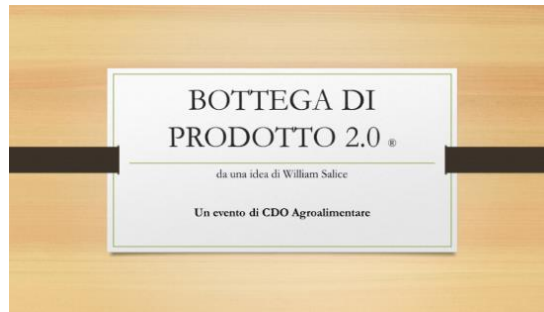 BOTTEGA DI
PRODOTTO 2.0 ®
da una idea di William Salice
Un evento di CDO Agroalimentare